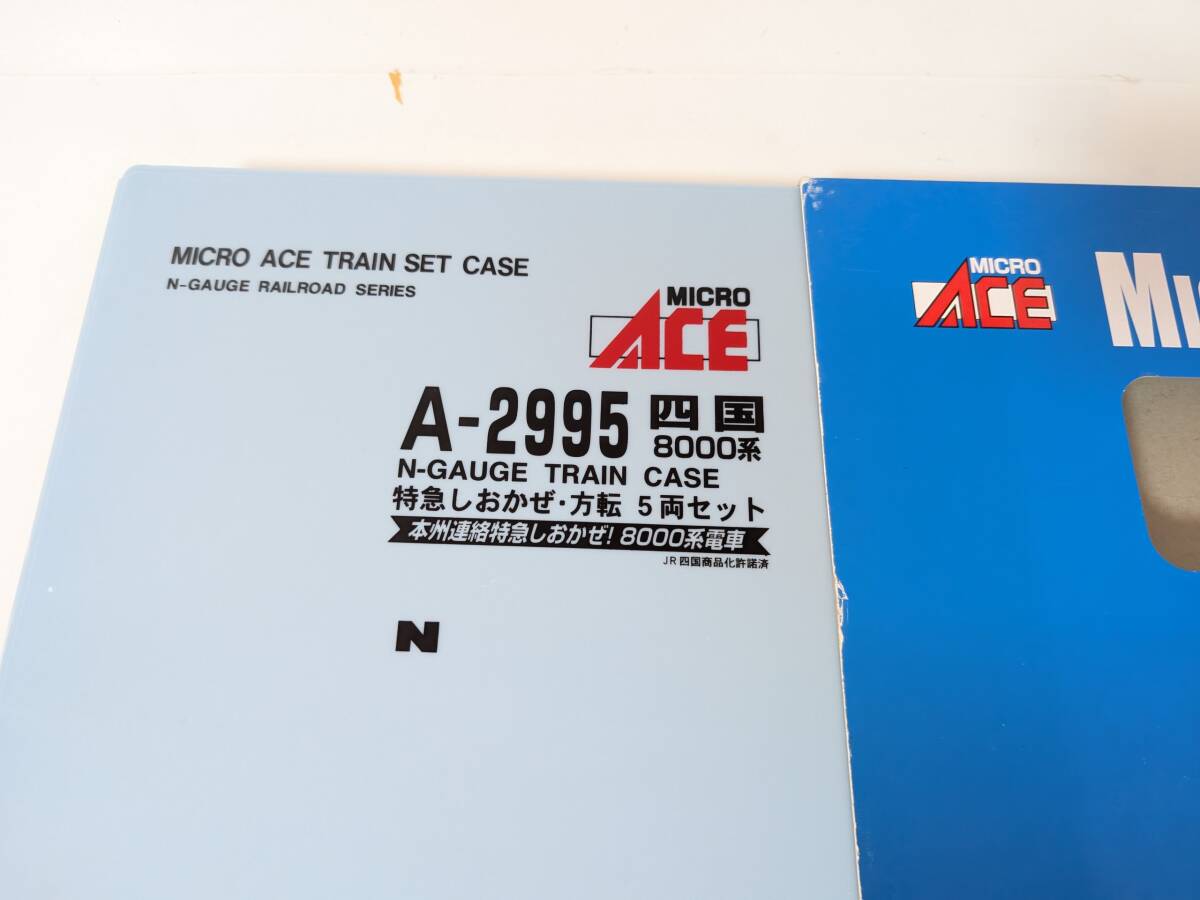 MICRO ACE TRAIN SET CASE
N-GAUGE RAILROAD SERIES
MICRO
ACE
A-2995 四国
8000系
N-GAUGE TRAIN CASE
特急しおかぜ・方転 5両セット
本州連絡特急しおかぜ! 8000系電車
JR四国商品化許諾済
N
MICRO
ACE